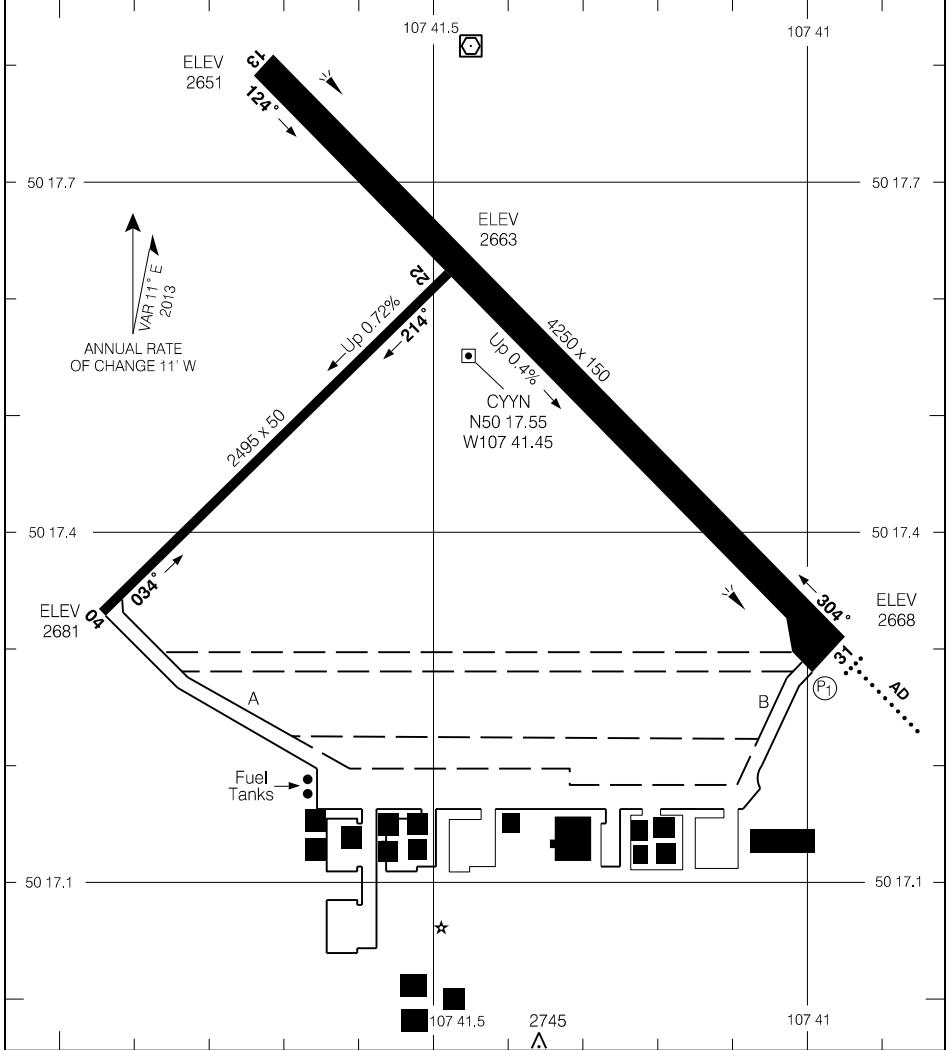 107 41.5
107 41
13
ELEV
2651
124°
50 17.7
50 17.7
ELEV
2663
22
VAR 11° E
2013
ANNUAL RATE
OF CHANGE 11' W
Up 0.72%
214°
4250 x 150
Up 0.4%
CYYN
N50 17.55
W107 41.45
2495 x 50
50 17.4
50 17.4
034°
304°
ELEV
2681
04
ELEV
2668
31
P1
AD
A
B
Fuel
Tanks
50 17.1
50 17.1
107 41.5
2745
107 41